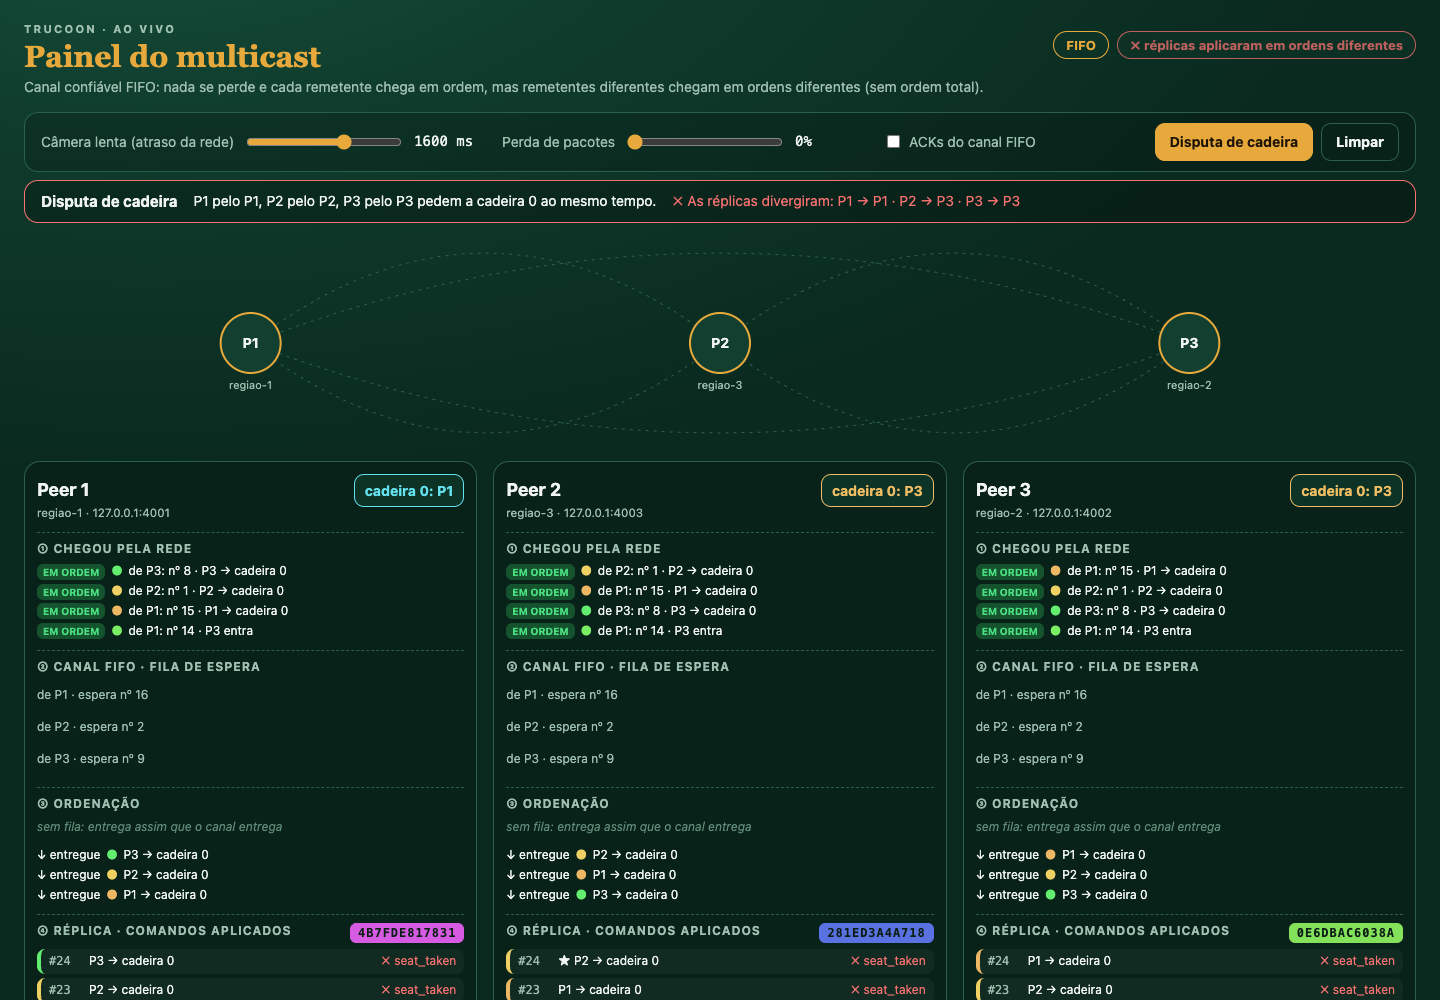 TRUCOON · AO VIVO
Painel do multicast
FIFO
✕ réplicas aplicaram em ordens diferentes
Canal confiável FIFO: nada se perde e cada remetente chega em ordem, mas remetentes diferentes chegam em ordens diferentes (sem ordem total).
Câmera lenta (atraso da rede) 1600 ms Perda de pacotes 0% ACKs do canal FIFO Disputa de cadeira Limpar
Disputa de cadeira P1 pelo P1, P2 pelo P2, P3 pelo P3 pedem a cadeira 0 ao mesmo tempo. ✕ As réplicas divergiram: P1 → P1 · P2 → P3 · P3 → P3
P1 P2 P3
regiao-1 regiao-3 regiao-2
Peer 1 cadeira 0: P1
regiao-1 · 127.0.0.1:4001
① CHEGOU PELA REDE
EM ORDEM de P3: nº 8 · P3 → cadeira 0
EM ORDEM de P2: nº 1 · P2 → cadeira 0
EM ORDEM de P1: nº 15 · P1 → cadeira 0
EM ORDEM de P1: nº 14 · P3 entra
② CANAL FIFO · FILA DE ESPERA
de P1 · espera nº 16
de P2 · espera nº 2
de P3 · espera nº 9
③ ORDENAÇÃO
sem fila: entrega assim que o canal entrega
↓ entregue P3 → cadeira 0
↓ entregue P2 → cadeira 0
↓ entregue P1 → cadeira 0
④ RÉPLICA · COMANDOS APLICADOS 4B7FDE817831
#24 P3 → cadeira 0 ✕ seat_taken
#23 P2 → cadeira 0 ✕ seat_taken
Peer 2 cadeira 0: P3
regiao-3 · 127.0.0.1:4003
① CHEGOU PELA REDE
EM ORDEM de P2: nº 1 · P2 → cadeira 0
EM ORDEM de P1: nº 15 · P1 → cadeira 0
EM ORDEM de P3: nº 8 · P3 → cadeira 0
EM ORDEM de P1: nº 14 · P3 entra
② CANAL FIFO · FILA DE ESPERA
de P1 · espera nº 16
de P2 · espera nº 2
de P3 · espera nº 9
③ ORDENAÇÃO
sem fila: entrega assim que o canal entrega
↓ entregue P2 → cadeira 0
↓ entregue P1 → cadeira 0
↓ entregue P3 → cadeira 0
④ RÉPLICA · COMANDOS APLICADOS 281ED3A4A718
#24 ★ P2 → cadeira 0 ✕ seat_taken
#23 P1 → cadeira 0 ✕ seat_taken
Peer 3 cadeira 0: P3
regiao-2 · 127.0.0.1:4002
① CHEGOU PELA REDE
EM ORDEM de P1: nº 15 · P1 → cadeira 0
EM ORDEM de P2: nº 1 · P2 → cadeira 0
EM ORDEM de P3: nº 8 · P3 → cadeira 0
EM ORDEM de P1: nº 14 · P3 entra
② CANAL FIFO · FILA DE ESPERA
de P1 · espera nº 16
de P2 · espera nº 2
de P3 · espera nº 9
③ ORDENAÇÃO
sem fila: entrega assim que o canal entrega
↓ entregue P1 → cadeira 0
↓ entregue P2 → cadeira 0
↓ entregue P3 → cadeira 0
④ RÉPLICA · COMANDOS APLICADOS 0E6DBAC6038A
#24 P1 → cadeira 0 ✕ seat_taken
#23 P2 → cadeira 0 ✕ seat_taken